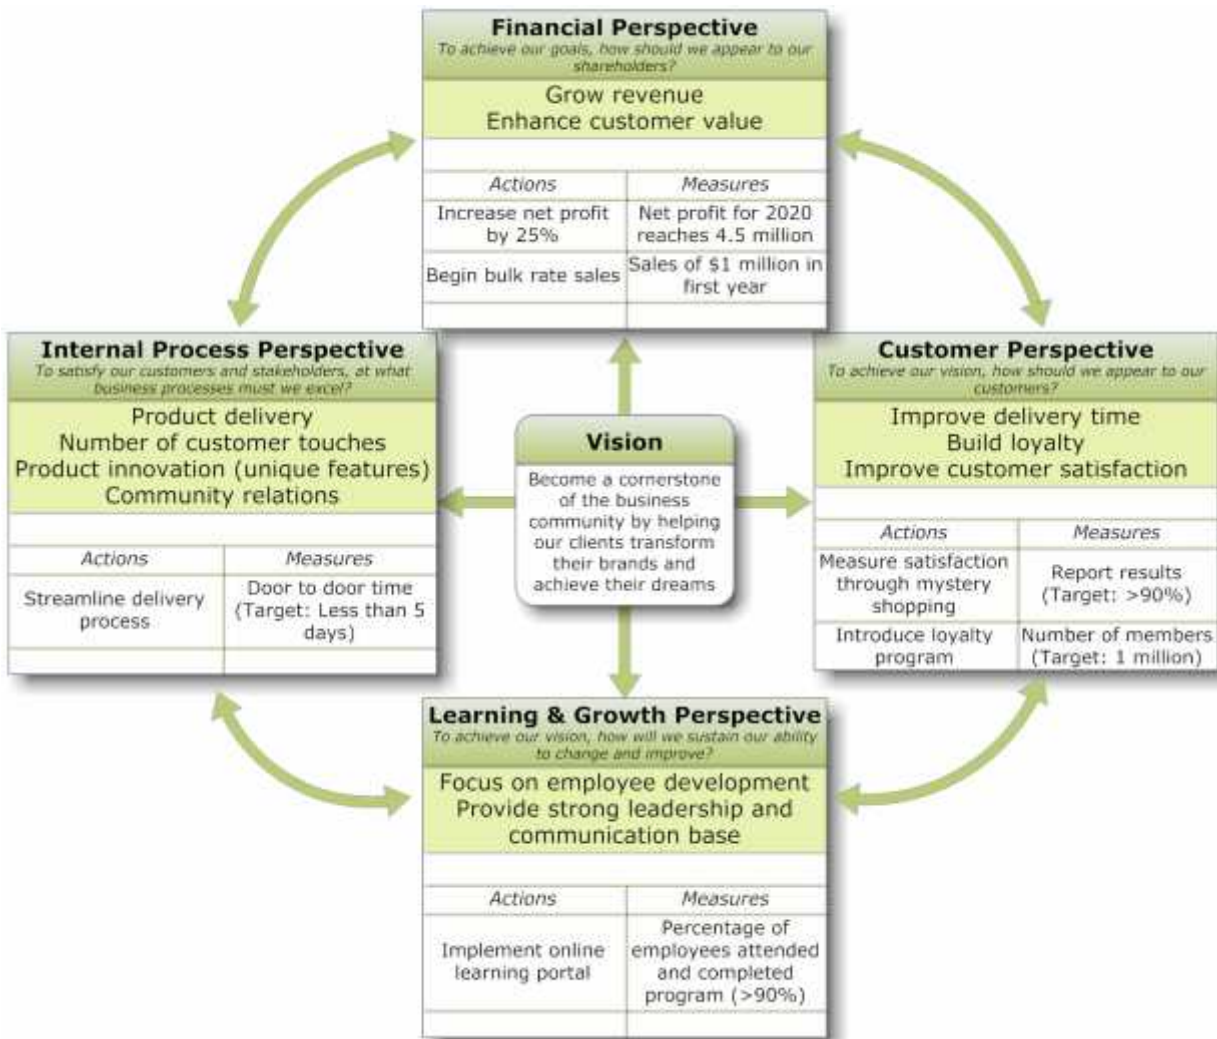 Financial Perspective
To achieve our goals, how should we appear to our
shareholders?
Grow revenue
Enhance customer value
Actions
Measures
Increase net profit
by 25%
Net profit for 2020
reaches 4.5 million
Begin bulk rate sales
Sales of $1 million in
first year
Internal Process Perspective
To satisfy our customers and stakeholders, at what
business processes must we excel?
Product delivery
Number of customer touches
Product innovation (unique features)
Community relations
Actions
Measures
Streamline delivery
process
Door to door time
(Target: Less than 5
days)
Vision
Become a cornerstone
of the business
community by helping
our clients transform
their brands and
achieve their dreams
Customer Perspective
To achieve our vision, how should we appear to our
customers?
Improve delivery time
Build loyalty
Improve customer satisfaction
Actions
Measures
Measure satisfaction
through mystery
shopping
Report results
(Target: >90%)
Introduce loyalty
program
Number of members
(Target: 1 million)
Learning & Growth Perspective
To achieve our vision, how will we sustain our ability
to change and improve?
Focus on employee development
Provide strong leadership and
communication base
Actions
Measures
Implement online
learning portal
Percentage of
employees attended
and completed
program (>90%)